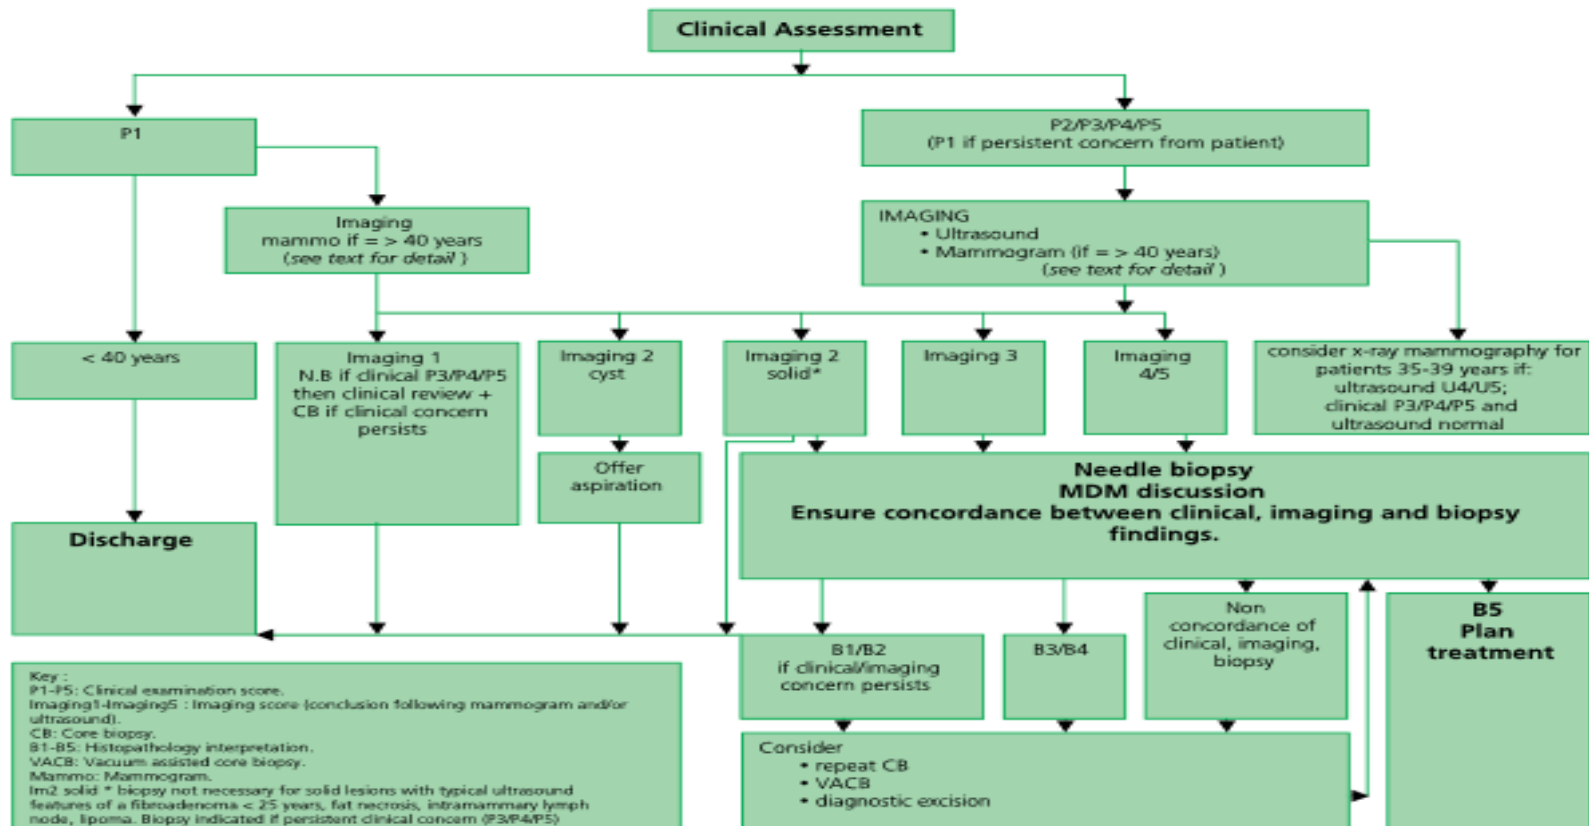 Clinical Assessment
P1
P2/P3/P4/P5
(P1 if persistent concern from patient)
Imaging
mammo if = > 40 years
(see text for detail )
IMAGING
• Ultrasound
• Mammogram (if = > 40 years)
(see text for detail )
< 40 years
Imaging 1
N.B if clinical P3/P4/P5
then clinical review +
CB if clinical concern
persists
Imaging 2
cyst
Imaging 2
solid*
Imaging 3
Imaging
4/5
consider x-ray mammography for
patients 35-39 years if:
ultrasound U4/U5;
clinical P3/P4/P5 and
ultrasound normal
Offer
aspiration
Needle biopsy
MDM discussion
Ensure concordance between clinical, imaging and biopsy
findings.
Discharge
B1/B2
if clinical/imaging
concern persists
B3/B4
Non
concordance of
clinical, imaging,
biopsy
B5
Plan
treatment
Key :
P1-P5: Clinical examination score.
Imaging1-Imaging5 : Imaging score (conclusion following mammogram and/or
ultrasound).
CB: Core biopsy.
B1-B5: Histopathology interpretation.
VACB: Vacuum assisted core biopsy.
Mammo: Mammogram.
Im2 solid * biopsy not necessary for solid lesions with typical ultrasound
features of a fibroadenoma < 25 years, fat necrosis, intramammary lymph
node, lipoma. Biopsy indicated if persistent clinical concern (P3/P4/P5)
Consider
• repeat CB
• VACB
• diagnostic excision